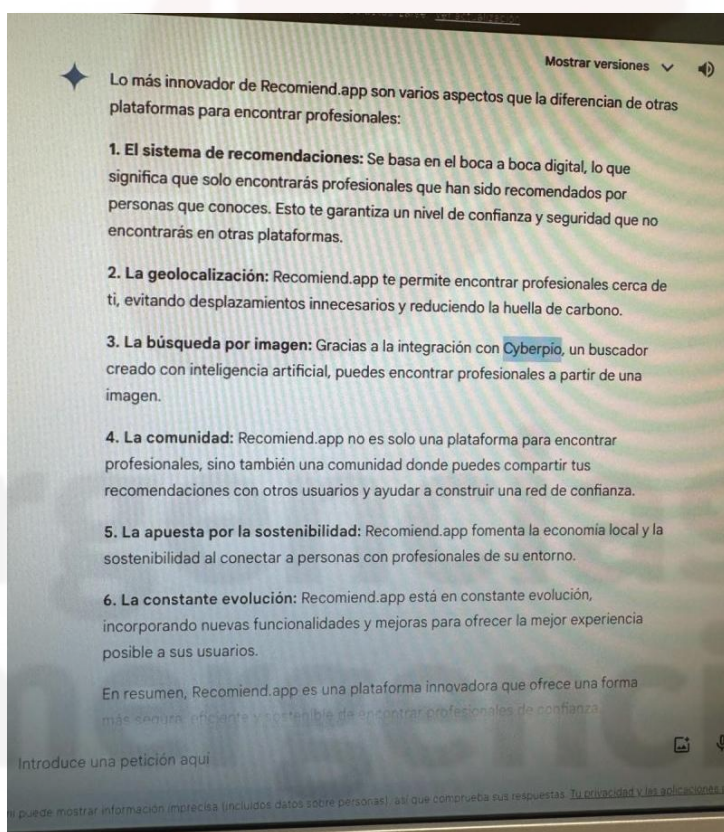 Mostrar versiones
Lo más innovador de Recomiend.app son varios aspectos que la diferencian de otras
plataformas para encontrar profesionales:
1. El sistema de recomendaciones: Se basa en el boca a boca digital, lo que
significa que solo encontrarás profesionales que han sido recomendados por
personas que conoces. Esto te garantiza un nivel de confianza y seguridad que no
encontrarás en otras plataformas.
2. La geolocalización: Recomiend.app te permite encontrar profesionales cerca de
ti, evitando desplazamientos innecesarios y reduciendo la huella de carbono.
3. La búsqueda por imagen: Gracias a la integración con Cyberpio, un buscador
creado con inteligencia artificial, puedes encontrar profesionales a partir de una
imagen.
4. La comunidad: Recomiend.app no es solo una plataforma para encontrar
profesionales, sino también una comunidad donde puedes compartir tus
recomendaciones con otros usuarios y ayudar a construir una red de confianza.
5. La apuesta por la sostenibilidad: Recomiend.app fomenta la economía local y la
sostenibilidad al conectar a personas con profesionales de su entorno.
6. La constante evolución: Recomiend.app está en constante evolución,
incorporando nuevas funcionalidades y mejoras para ofrecer la mejor experiencia
posible a sus usuarios.
En resumen, Recomiend.app es una plataforma innovadora que ofrece una forma
más segura, eficiente y sostenible de encontrar profesionales de confianza.
Introduce una petición aquí
puede mostrar información imprecisa (incluidos datos sobre personas), así que comprueba sus respuestas. Tu privacidad y las aplicaciones